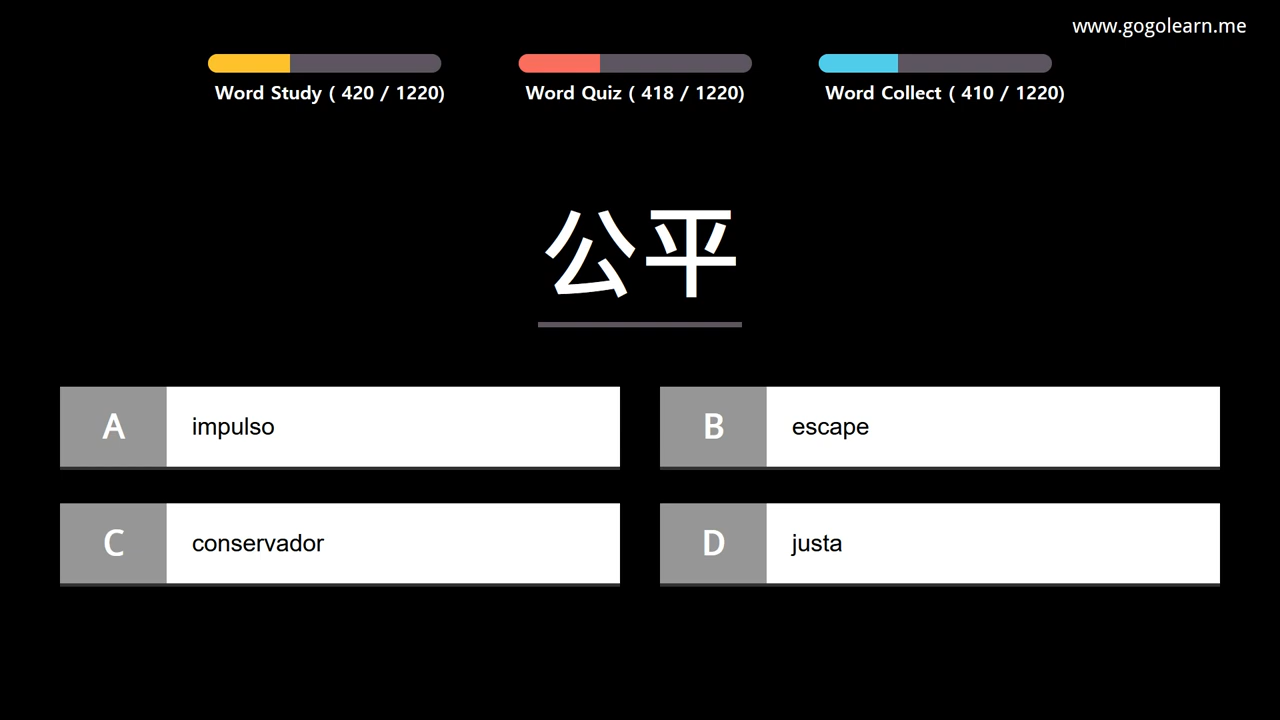 www.gogolearn.me
Word Study ( 420 / 1220)
Word Quiz ( 418 / 1220)
Word Collect ( 410 / 1220)
公平
A impulso
B escape
C conservador
D justa